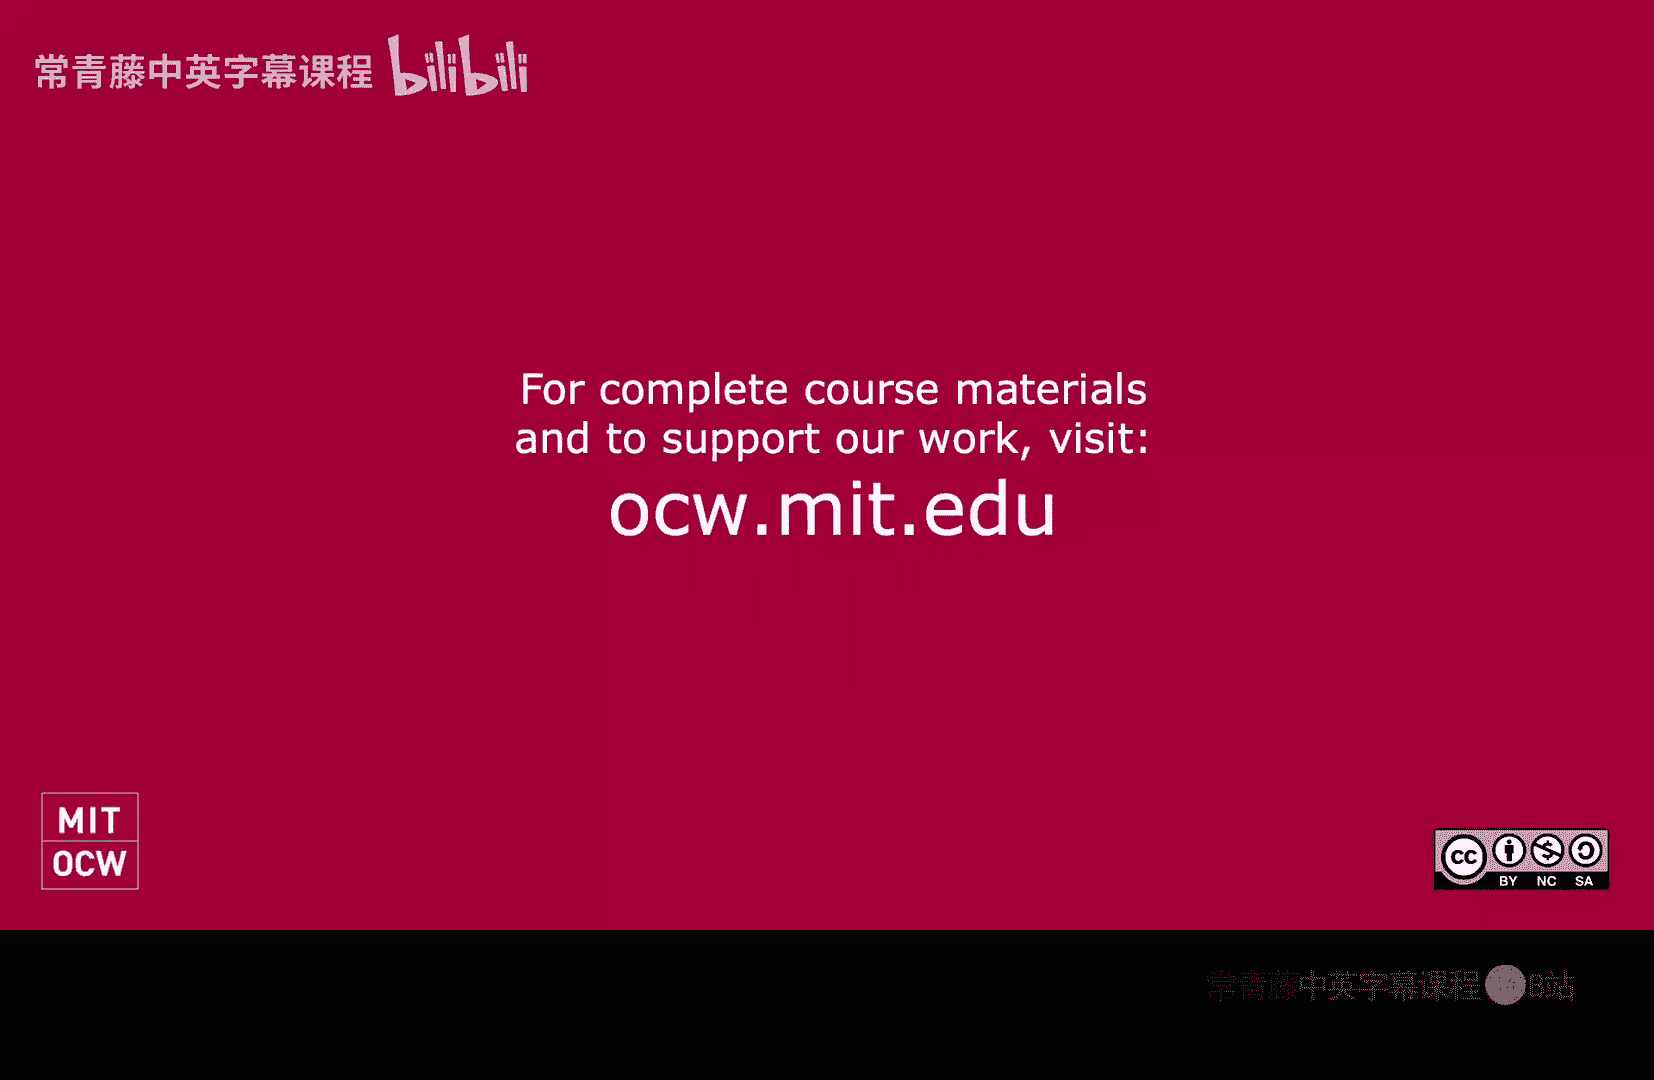 常青藤中英字幕课程 bilibili
For complete course materials
and to support our work, visit:
ocw.mit.edu
MIT
OCW
cc
BY NC SA
常青藤中英字幕课程 B站